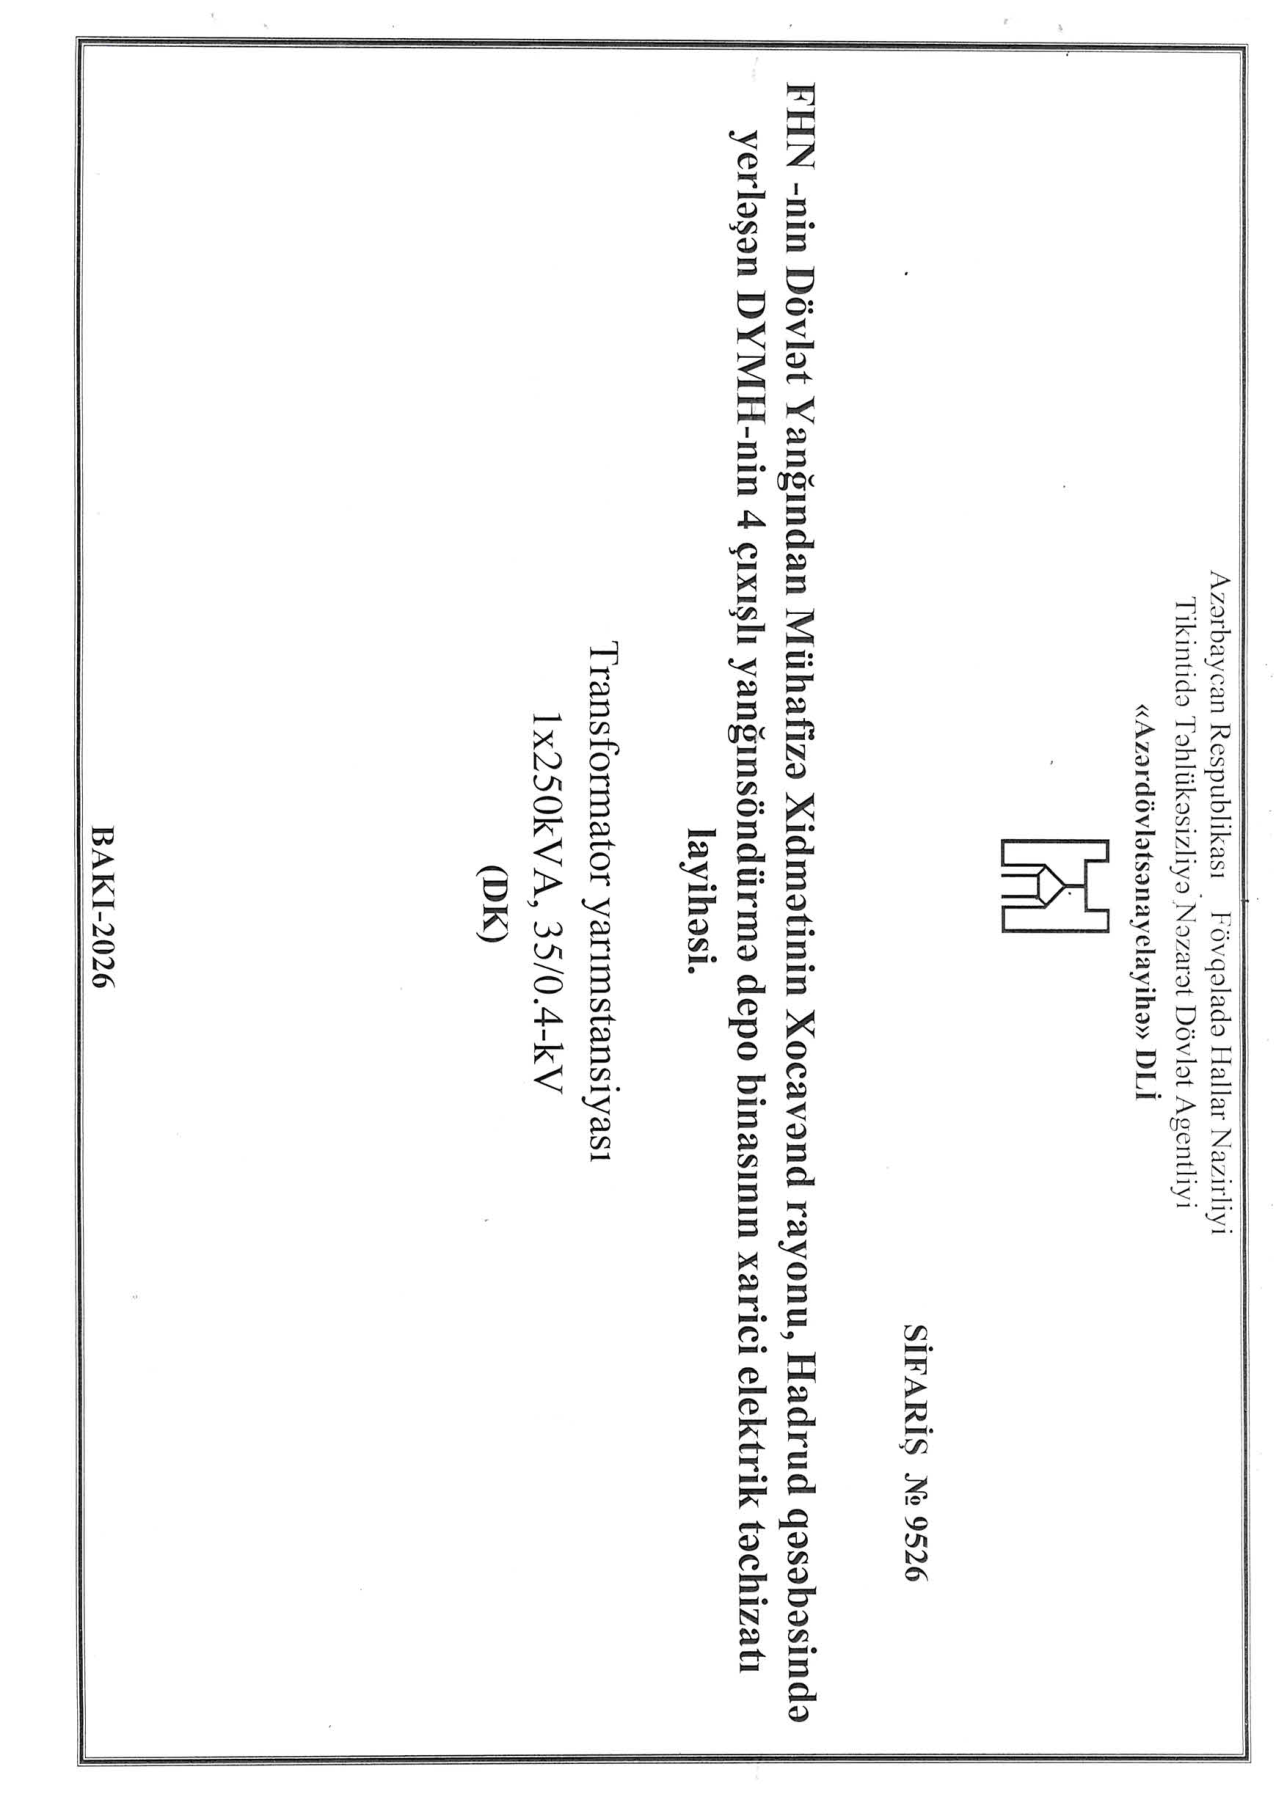 Azərbaycan Respublikası Fövqəladə Hallar Nazirliyi
Tikintidə Təhlükəsizliyə Nəzarət Dövlət Agentliyi
«Azərdövlətsənayelayihə» DLİ
SİFARİŞ № 9526
FHN -nin Dövlət Yanğından Mühafizə Xidmətinin Xocavənd rayonu, Hadrud qəsəbəsində
yerləşən DYMH-nin 4 çıxışlı yanğınsöndürmə depo binasının xarici elektrik təchizatı
layihəsi.
Transformator yarımstansiyası
1x250kVA, 35/0.4-kV
(DK)
BAKI-2026